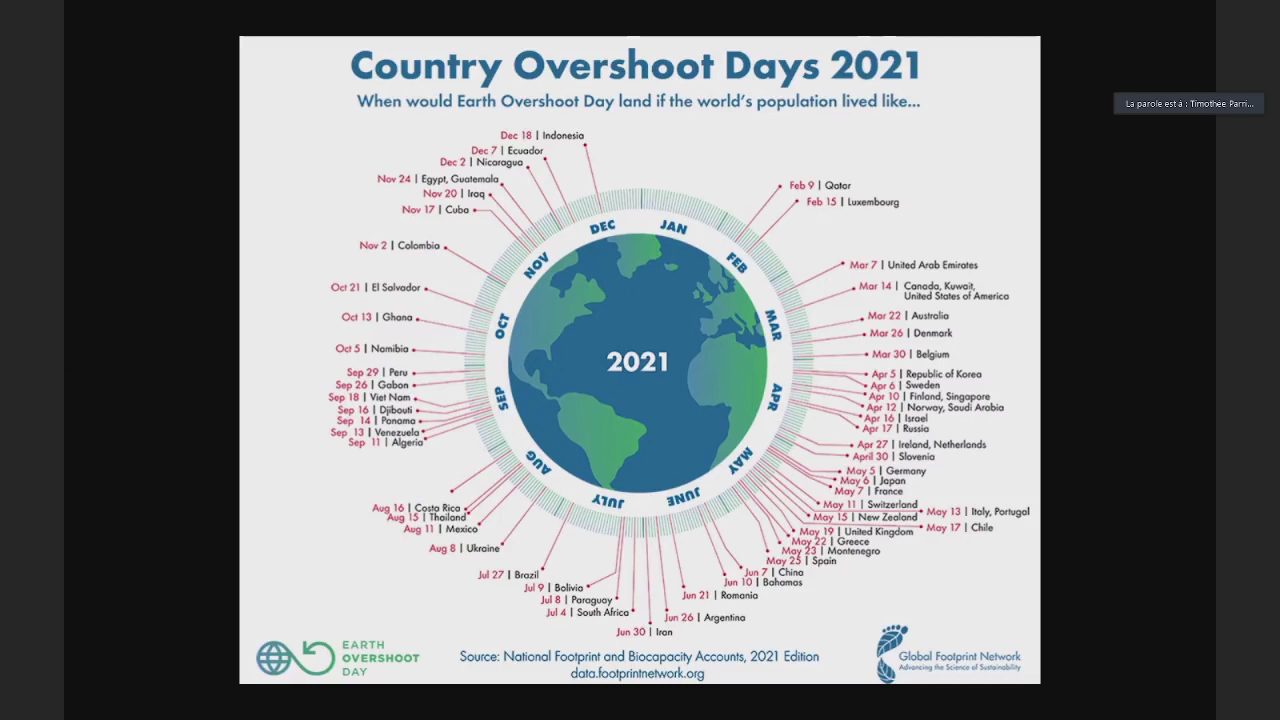 Country Overshoot Days 2021
When would Earth Overshoot Day land if the world's population lived like...
La parole est à : Timothée Parri...
Dec 18 | Indonesia
Dec 7 | Ecuador
Dec 2 | Nicaragua
Nov 24 | Egypt, Guatemala
Nov 20 | Iraq
Nov 17 | Cuba
Nov 2 | Colombia
Oct 21 | El Salvador
Oct 13 | Ghana
Oct 5 | Namibia
Sep 29 | Peru
Sep 26 | Gabon
Sep 18 | Viet Nam
Sep 16 | Djibouti
Sep 14 | Panama
Sep 13 | Venezuela
Sep 11 | Algeria
Aug 16 | Costa Rica
Aug 15 | Thailand
Aug 11 | Mexico
Aug 8 | Ukraine
Jul 27 | Brazil
Jul 9 | Bolivia
Jul 8 | Paraguay
Jul 4 | South Africa
Jun 30 | Iran
Feb 9 | Qatar
Feb 15 | Luxembourg
Mar 7 | United Arab Emirates
Mar 14 | Canada, Kuwait,
United States of America
Mar 22 | Australia
Mar 26 | Denmark
Mar 30 | Belgium
Apr 5 | Republic of Korea
Apr 6 | Sweden
Apr 10 | Finland, Singapore
Apr 12 | Norway, Saudi Arabia
Apr 16 | Israel
Apr 17 | Russia
Apr 27 | Ireland, Netherlands
April 30 | Slovenia
May 5 | Germany
May 6 | Japan
May 7 | France
May 11 | Switzerland
May 13 | Italy, Portugal
May 15 | New Zealand
May 17 | Chile
May 19 | United Kingdom
May 22 | Greece
May 23 | Montenegro
May 25 | Spain
Jun 7 | China
Jun 10 | Bahamas
Jun 21 | Romania
Jun 26 | Argentina
JAN
FEB
MAR
APR
MAY
JUNE
JULY
AUG
SEP
OCT
NOV
DEC
2021
EARTH
OVERSHOOT
DAY
Source: National Footprint and Biocapacity Accounts, 2021 Edition
data.footprintnetwork.org
Global Footprint Network
Advancing the Science of Sustainability